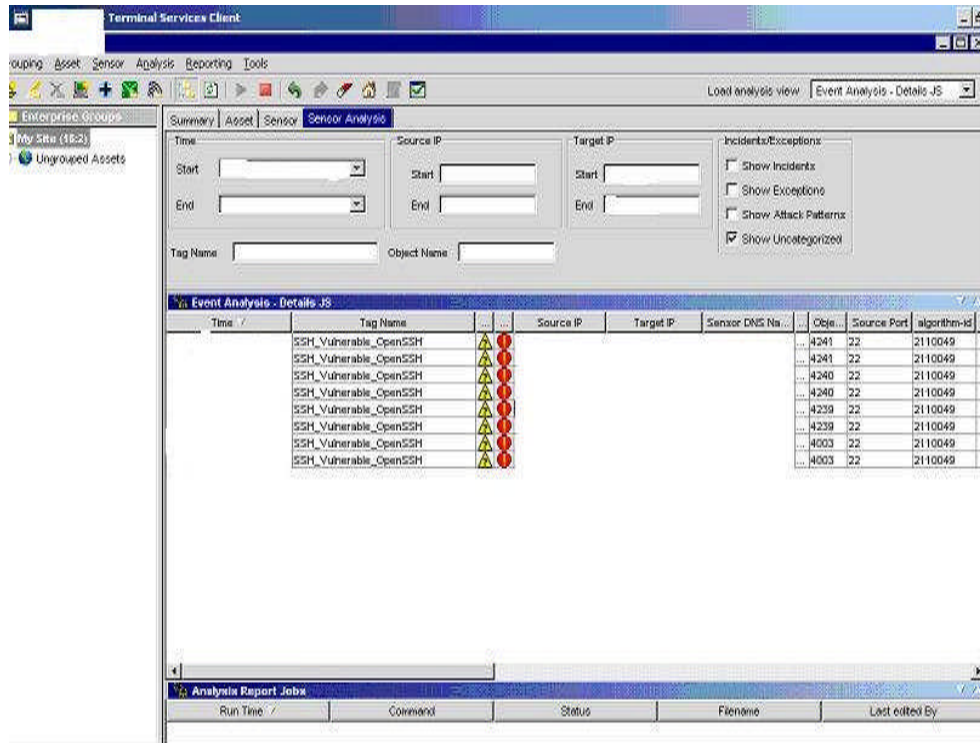 Terminal Services Client
ouping Asset Sensor Analysis Reporting Tools
Load analysis view Event Analysis - Details JS
Enterprise Groups
My Site (16:2)
Ungrouped Assets
Summary Asset Sensor Sensor Analysis
Time Source IP Target IP Incidents/Exceptions
Start Start Start Show Incidents
Show Exceptions
End End End
Show Attack Patterns
Show Uncategorized
Tag Name Object Name
Event Analysis - Details JS
Time / Tag Name ... ... Source IP Target IP Sensor DNS Na... ... Obje... Source Port algorithm-id
SSH_Vulnerable_OpenSSH ... 4241 22 2110049
SSH_Vulnerable_OpenSSH ... 4241 22 2110049
SSH_Vulnerable_OpenSSH ... 4240 22 2110049
SSH_Vulnerable_OpenSSH ... 4240 22 2110049
SSH_Vulnerable_OpenSSH ... 4239 22 2110049
SSH_Vulnerable_OpenSSH ... 4239 22 2110049
SSH_Vulnerable_OpenSSH ... 4003 22 2110049
SSH_Vulnerable_OpenSSH ... 4003 22 2110049
Analysis Report Jobs
Run Time / Command Status Filename Last edited By